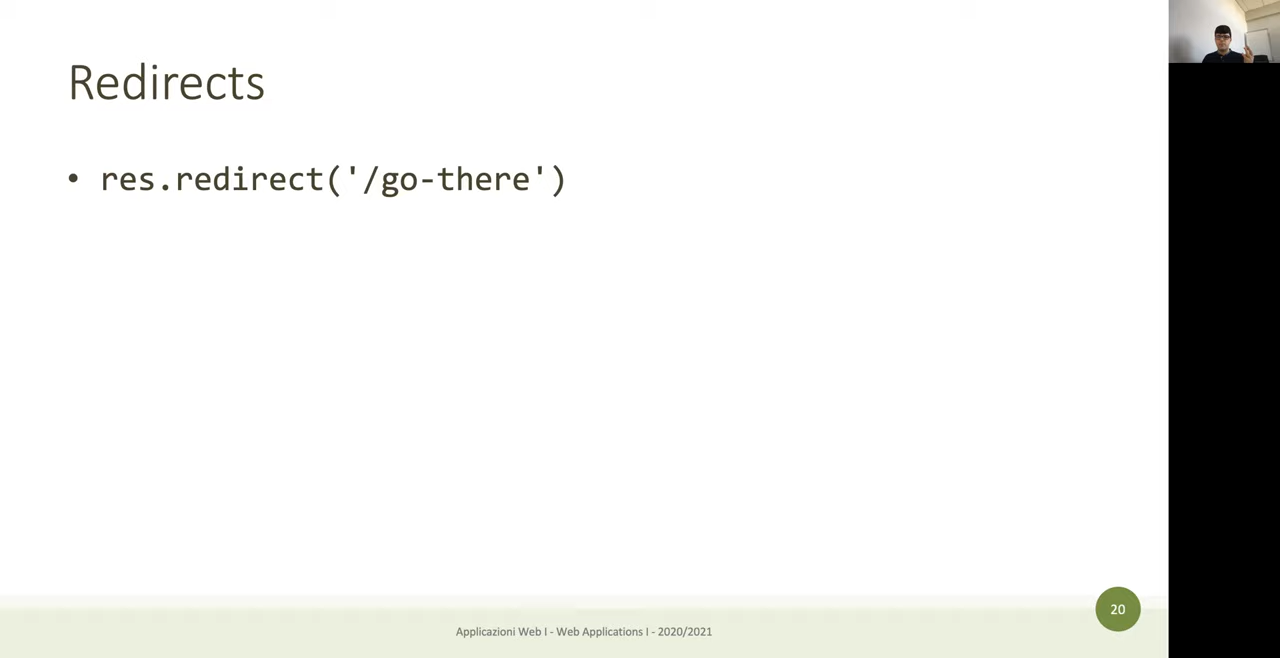 Redirects
• res.redirect('/go-there')
20
Applicazioni Web I - Web Applications I - 2020/2021